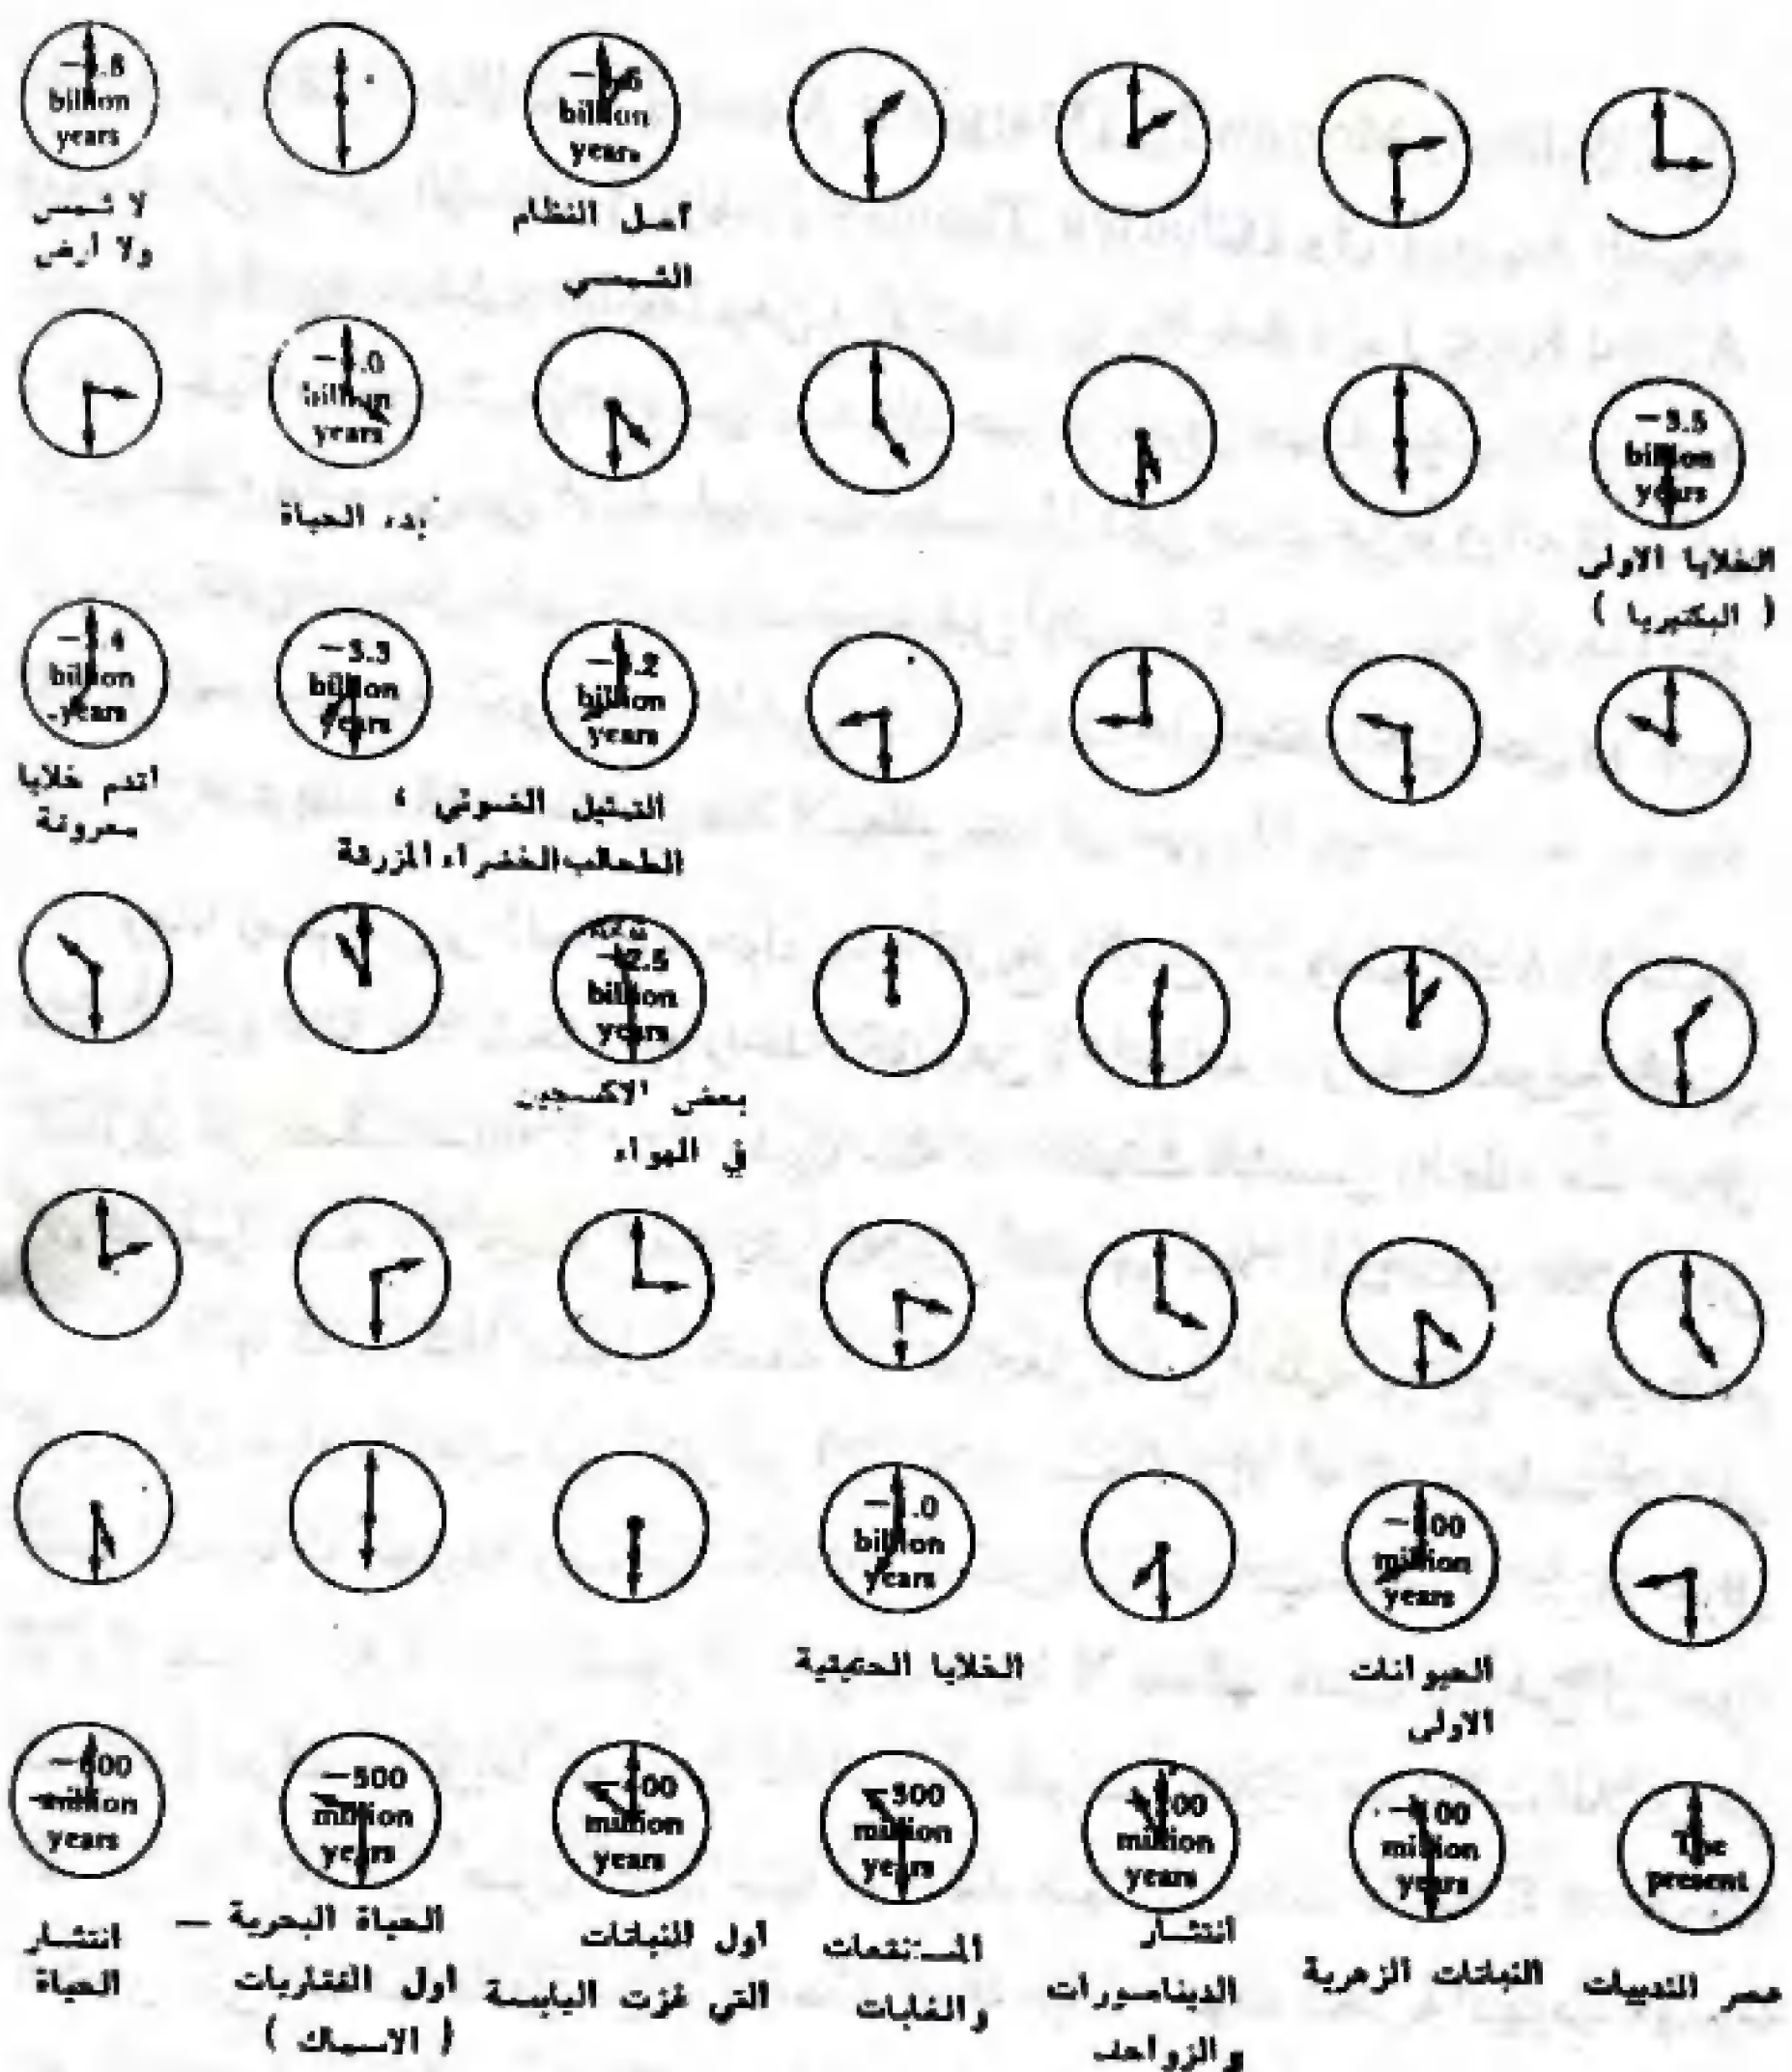 −4.8
billion
years
لا شمس
ولا أرض
−4.6
billion
years
أصل النظام
الشمسي
−4.0
billion
years
بدء الحياة
−3.5
billion
years
الخلايا الاولى
( البكتيريا )
−3.4
billion
years
اقدم خلايا
معروفة
−3.3
billion
years
−3.2
billion
years
التمثيل الضوئي ،
الطحالب الخضراء المزرقة
−2.5
billion
years
بعض الاكسجين
في الهواء
−1.0
billion
years
الخلايا الحقيقية
−800
million
years
الحيوانات
الاولى
−600
million
years
انتشار
الحياة
−500
million
years
الحياة البحرية —
أول الفقاريات
( الاسماك )
−400
million
years
أول النباتات
التي غزت اليابسة
−300
million
years
المستنقعات
والغابات
−200
million
years
انتشار
الديناصورات
والزواحف
−100
million
years
النباتات الزهرية
The
present
عصر الثدييات